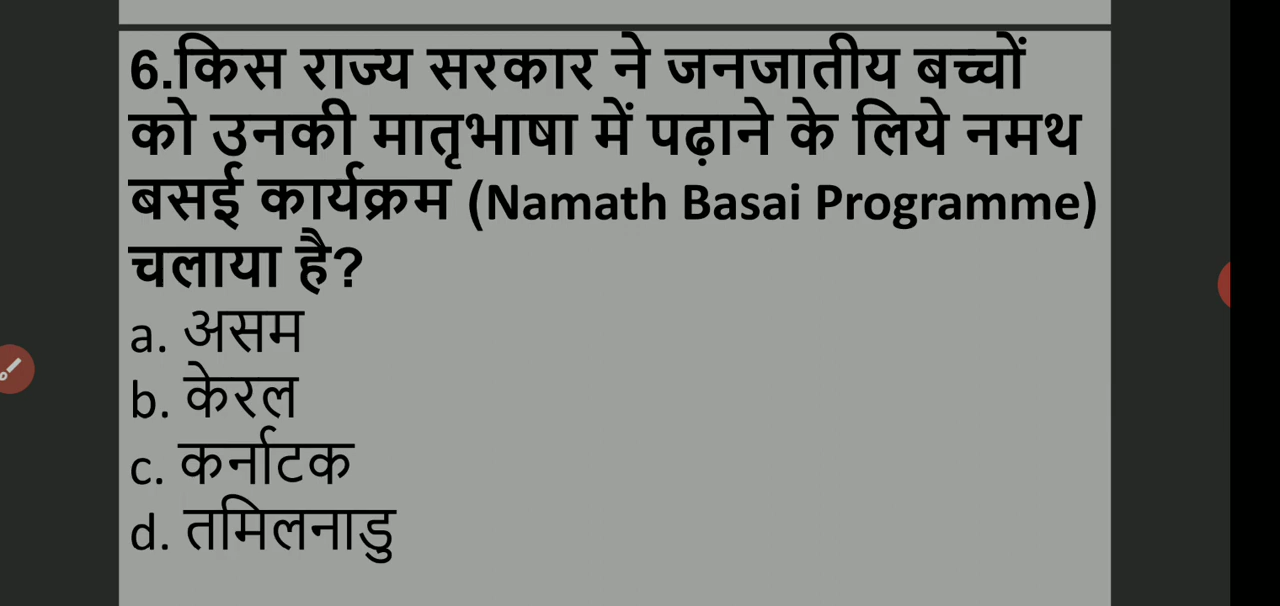 6.किस राज्य सरकार ने जनजातीय बच्चों
को उनकी मातृभाषा में पढ़ाने के लिये नमथ
बसई कार्यक्रम (Namath Basai Programme)
चलाया है?
a. असम
b. केरल
c. कर्नाटक
d. तमिलनाडु